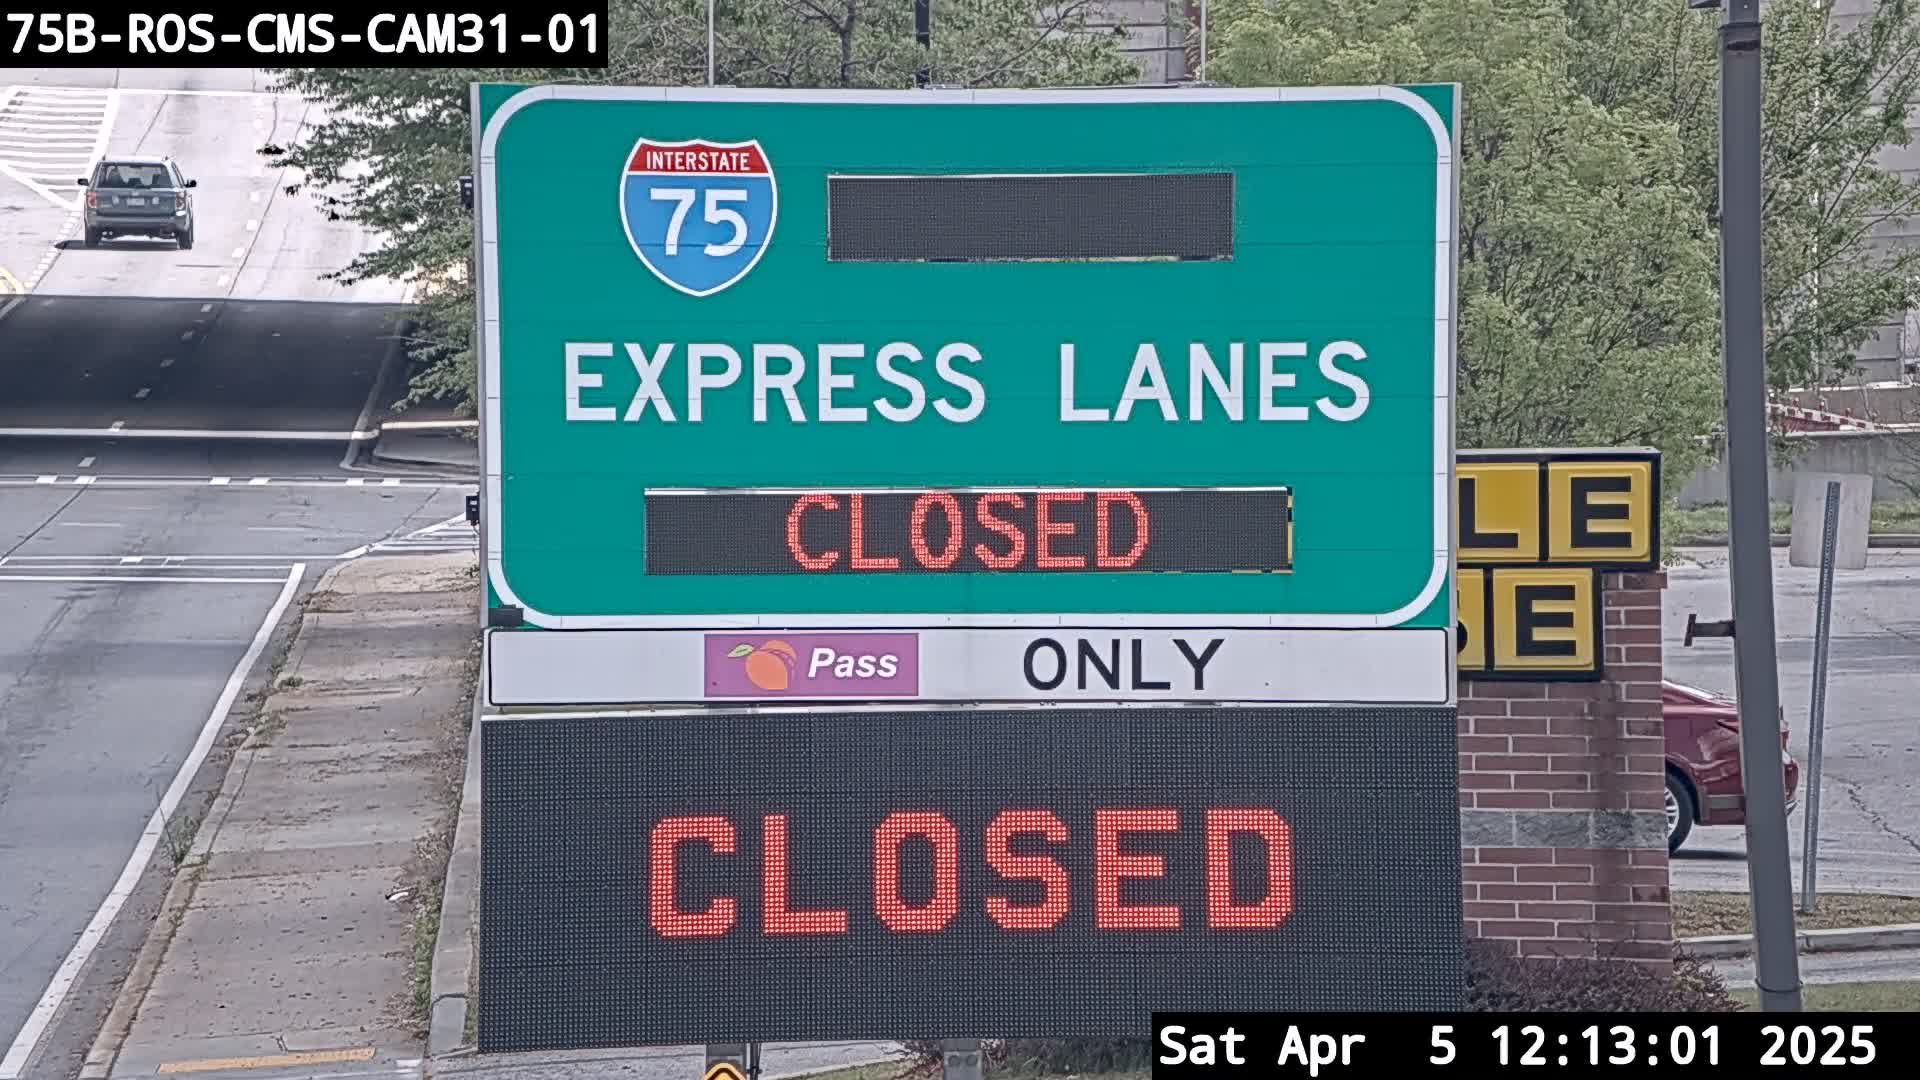 75B-ROS-CMS-CAM31-01
INTERSTATE
75
EXPRESS LANES
CLOSED
Pass ONLY
CLOSED
LE
E
Sat Apr 5 12:13:01 2025